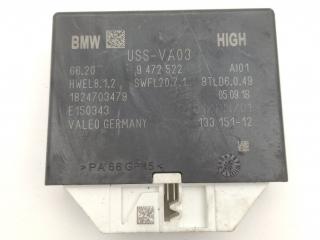 BMW USS-VA03 HIGH
66.20 9 472 522 AI01
HWEL8.1.2 SWFL20.7.1 BTLD6.0.49
1824703479 05.09.18
E150343
VALEO GERMANY 133 151-12
>PA 66 GF15<